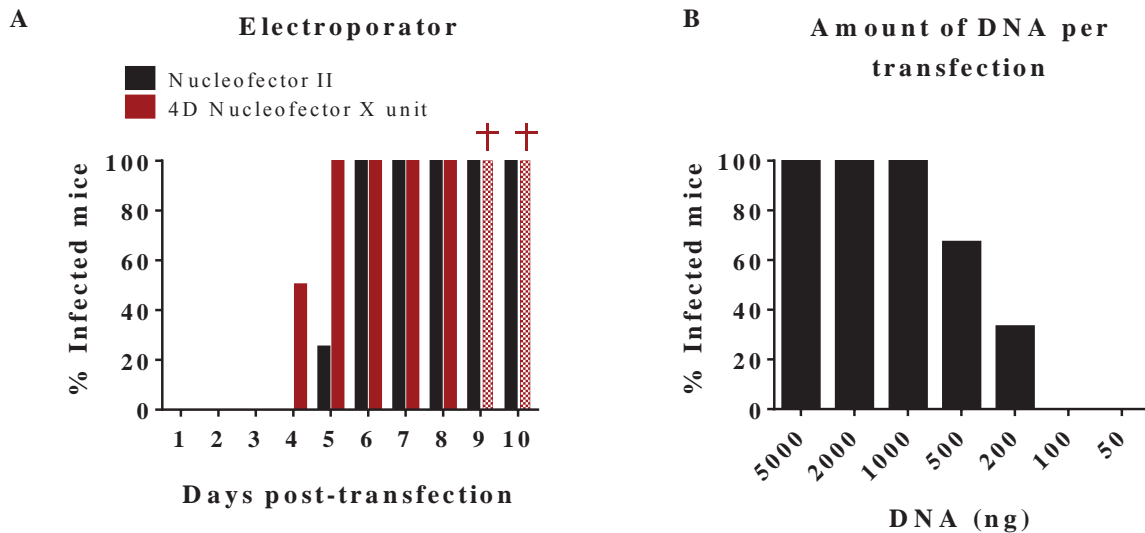 A
Electroporator
Nucleofector II
4D Nucleofector X unit
% Infected mice
100
80
60
40
20
0
1 2 3 4 5 6 7 8 9 10
Days post-transfection
B
Amount of DNA per
transfection
% Infected mice
100
80
60
40
20
0
5000 2000 1000 500 200 100 50
DNA (ng)